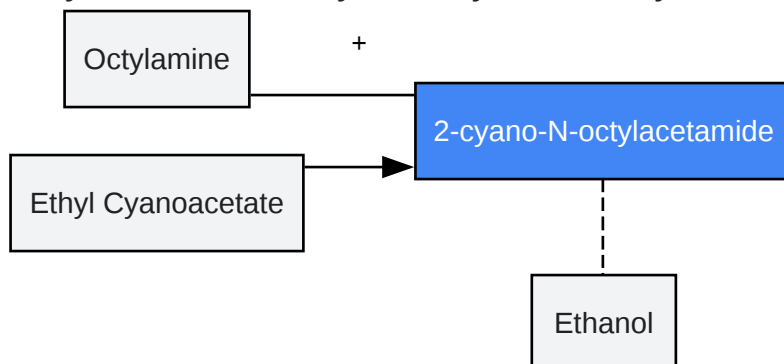 Octylamine
+
2-cyano-N-octylacetamide
Ethyl Cyanoacetate
Ethanol